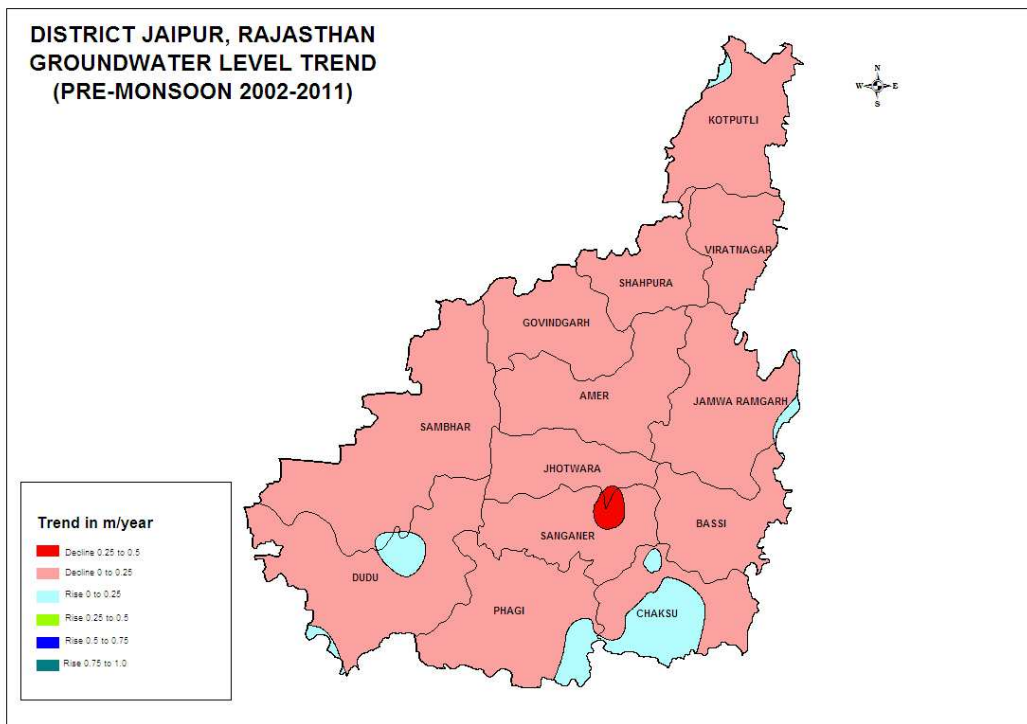 DISTRICT JAIPUR, RAJASTHAN
GROUNDWATER LEVEL TREND
(PRE-MONSOON 2002-2011)
N
W E
S
KOTPUTLI
VIRATNAGAR
SHAHPURA
GOVINDGARH
AMER
JAMWA RAMGARH
SAMBHAR
JHOTWARA
SANGANER
BASSI
DUDU
PHAGI
CHAKSU
Trend in m/year
Decline 0.25 to 0.5
Decline 0 to 0.25
Rise 0 to 0.25
Rise 0.25 to 0.5
Rise 0.5 to 0.75
Rise 0.75 to 1.0